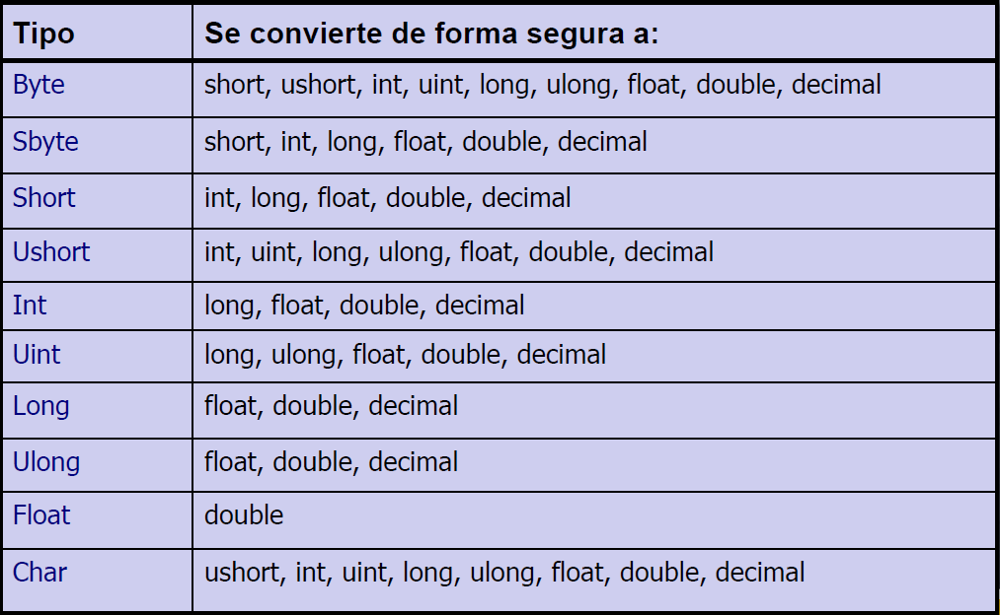 Tipo Se convierte de forma segura a:
Byte short, ushort, int, uint, long, ulong, float, double, decimal
Sbyte short, int, long, float, double, decimal
Short int, long, float, double, decimal
Ushort int, uint, long, ulong, float, double, decimal
Int long, float, double, decimal
Uint long, ulong, float, double, decimal
Long float, double, decimal
Ulong float, double, decimal
Float double
Char ushort, int, uint, long, ulong, float, double, decimal